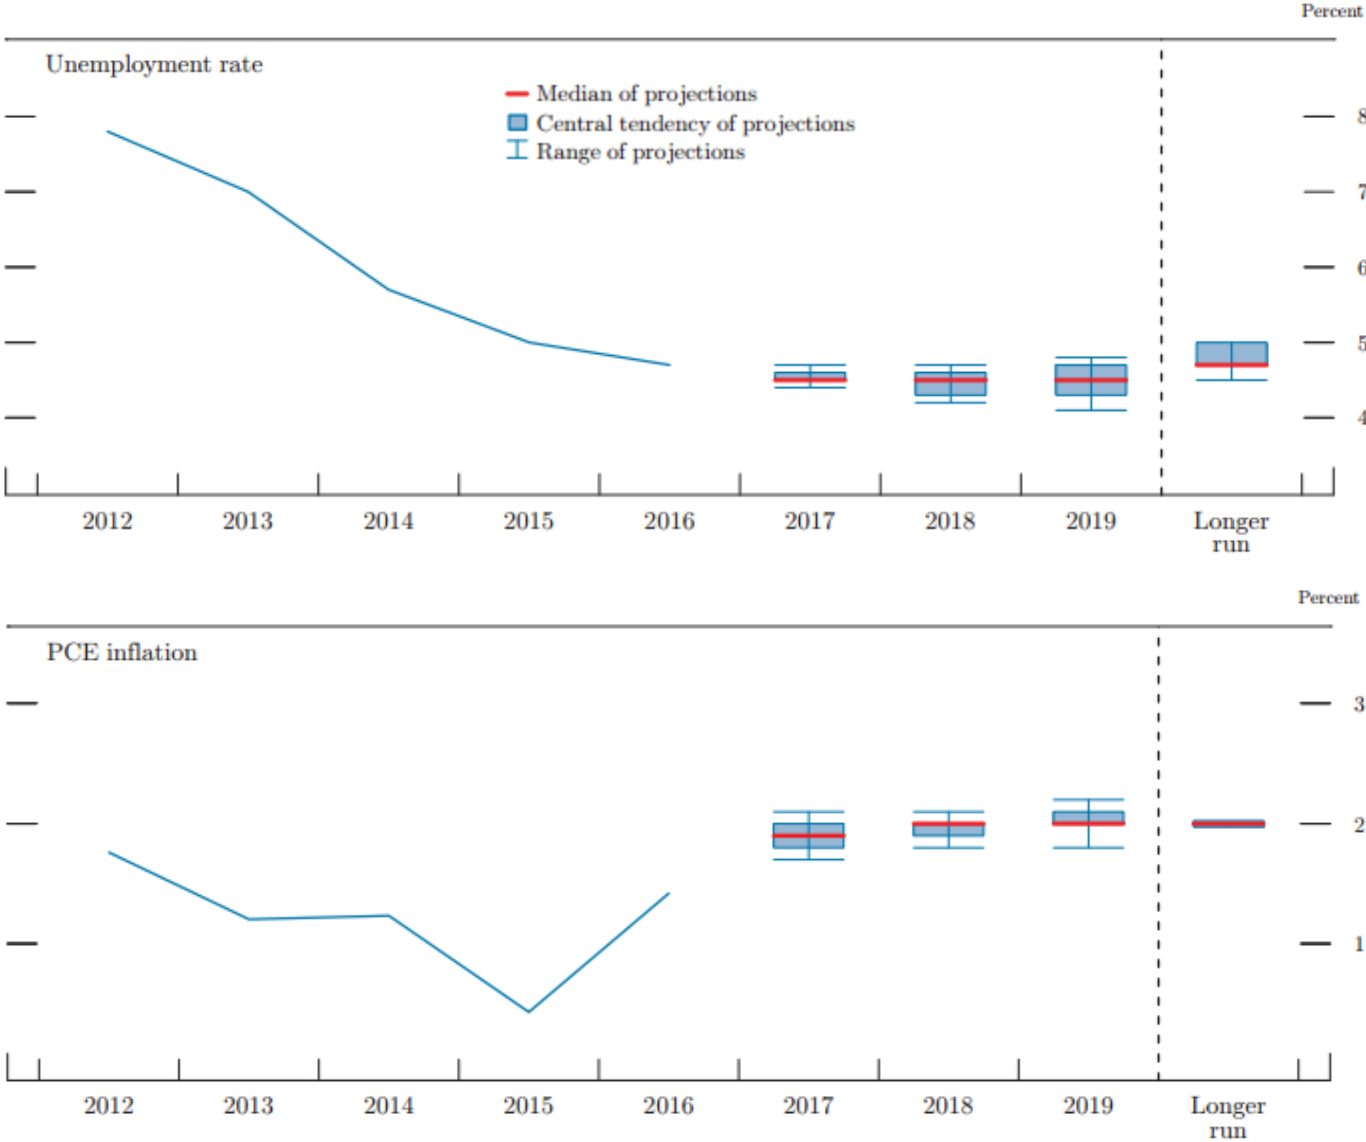 Percent
Unemployment rate
Median of projections
Central tendency of projections
Range of projections
8
7
6
5
4
2012 2013 2014 2015 2016 2017 2018 2019 Longer
run
Percent
PCE inflation
3
2
1
2012 2013 2014 2015 2016 2017 2018 2019 Longer
run